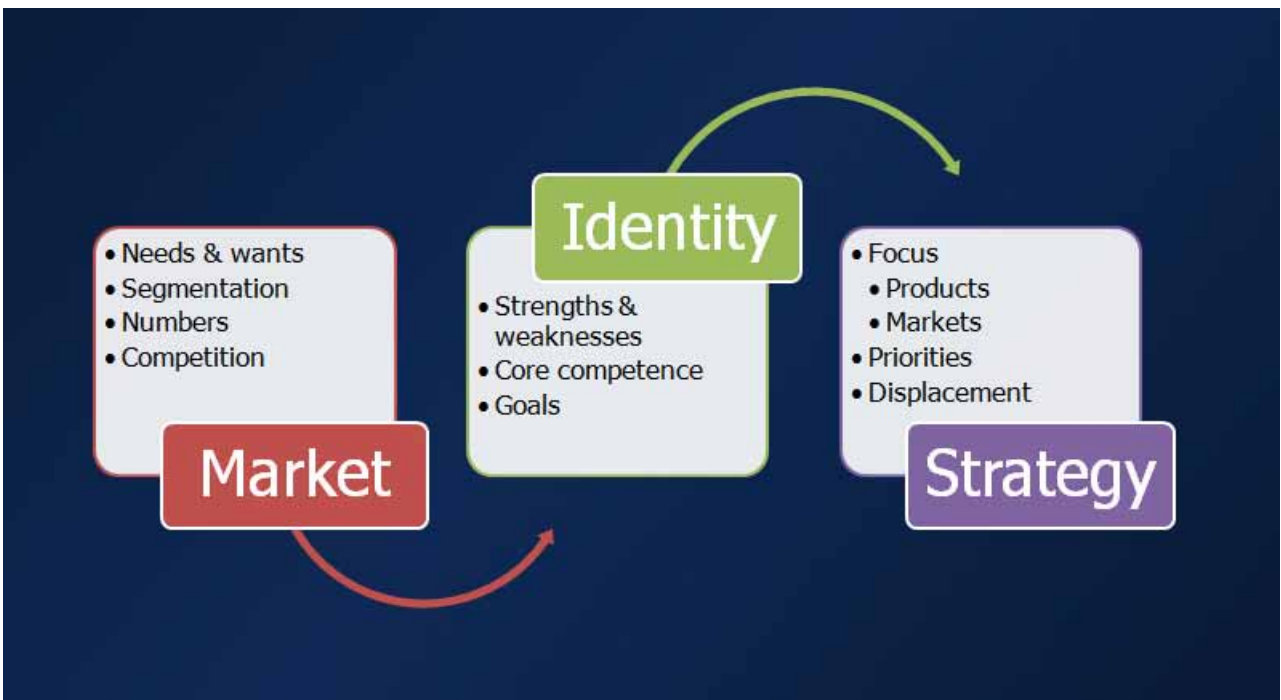 • Needs & wants
• Segmentation
• Numbers
• Competition
Market
Identity
• Strengths &
weaknesses
• Core competence
• Goals
• Focus
• Products
• Markets
• Priorities
• Displacement
Strategy